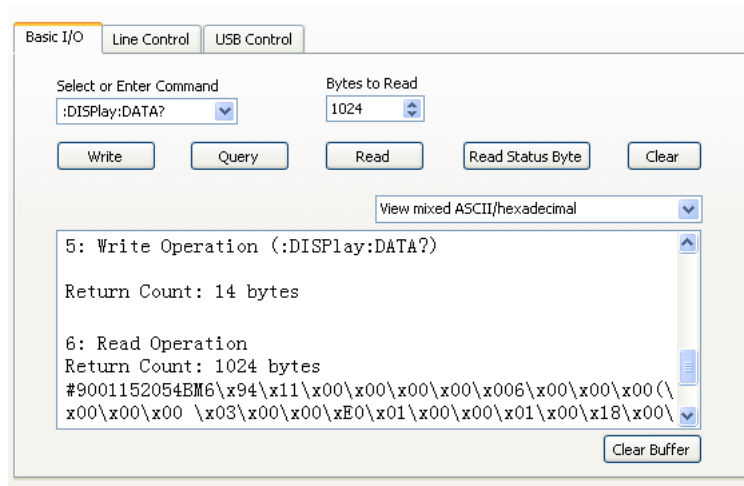 Basic I/O Line Control USB Control
Select or Enter Command Bytes to Read
:DISPlay:DATA? 1024
Write Query Read Read Status Byte Clear
View mixed ASCII/hexadecimal
5: Write Operation (:DISPlay:DATA?)
Return Count: 14 bytes
6: Read Operation
Return Count: 1024 bytes
#9001152054BM6\x94\x11\x00\x00\x00\x00\x006\x00\x00\x00(\
x00\x00\x00 \x03\x00\x00\xE0\x01\x00\x00\x01\x00\x18\x00\
Clear Buffer